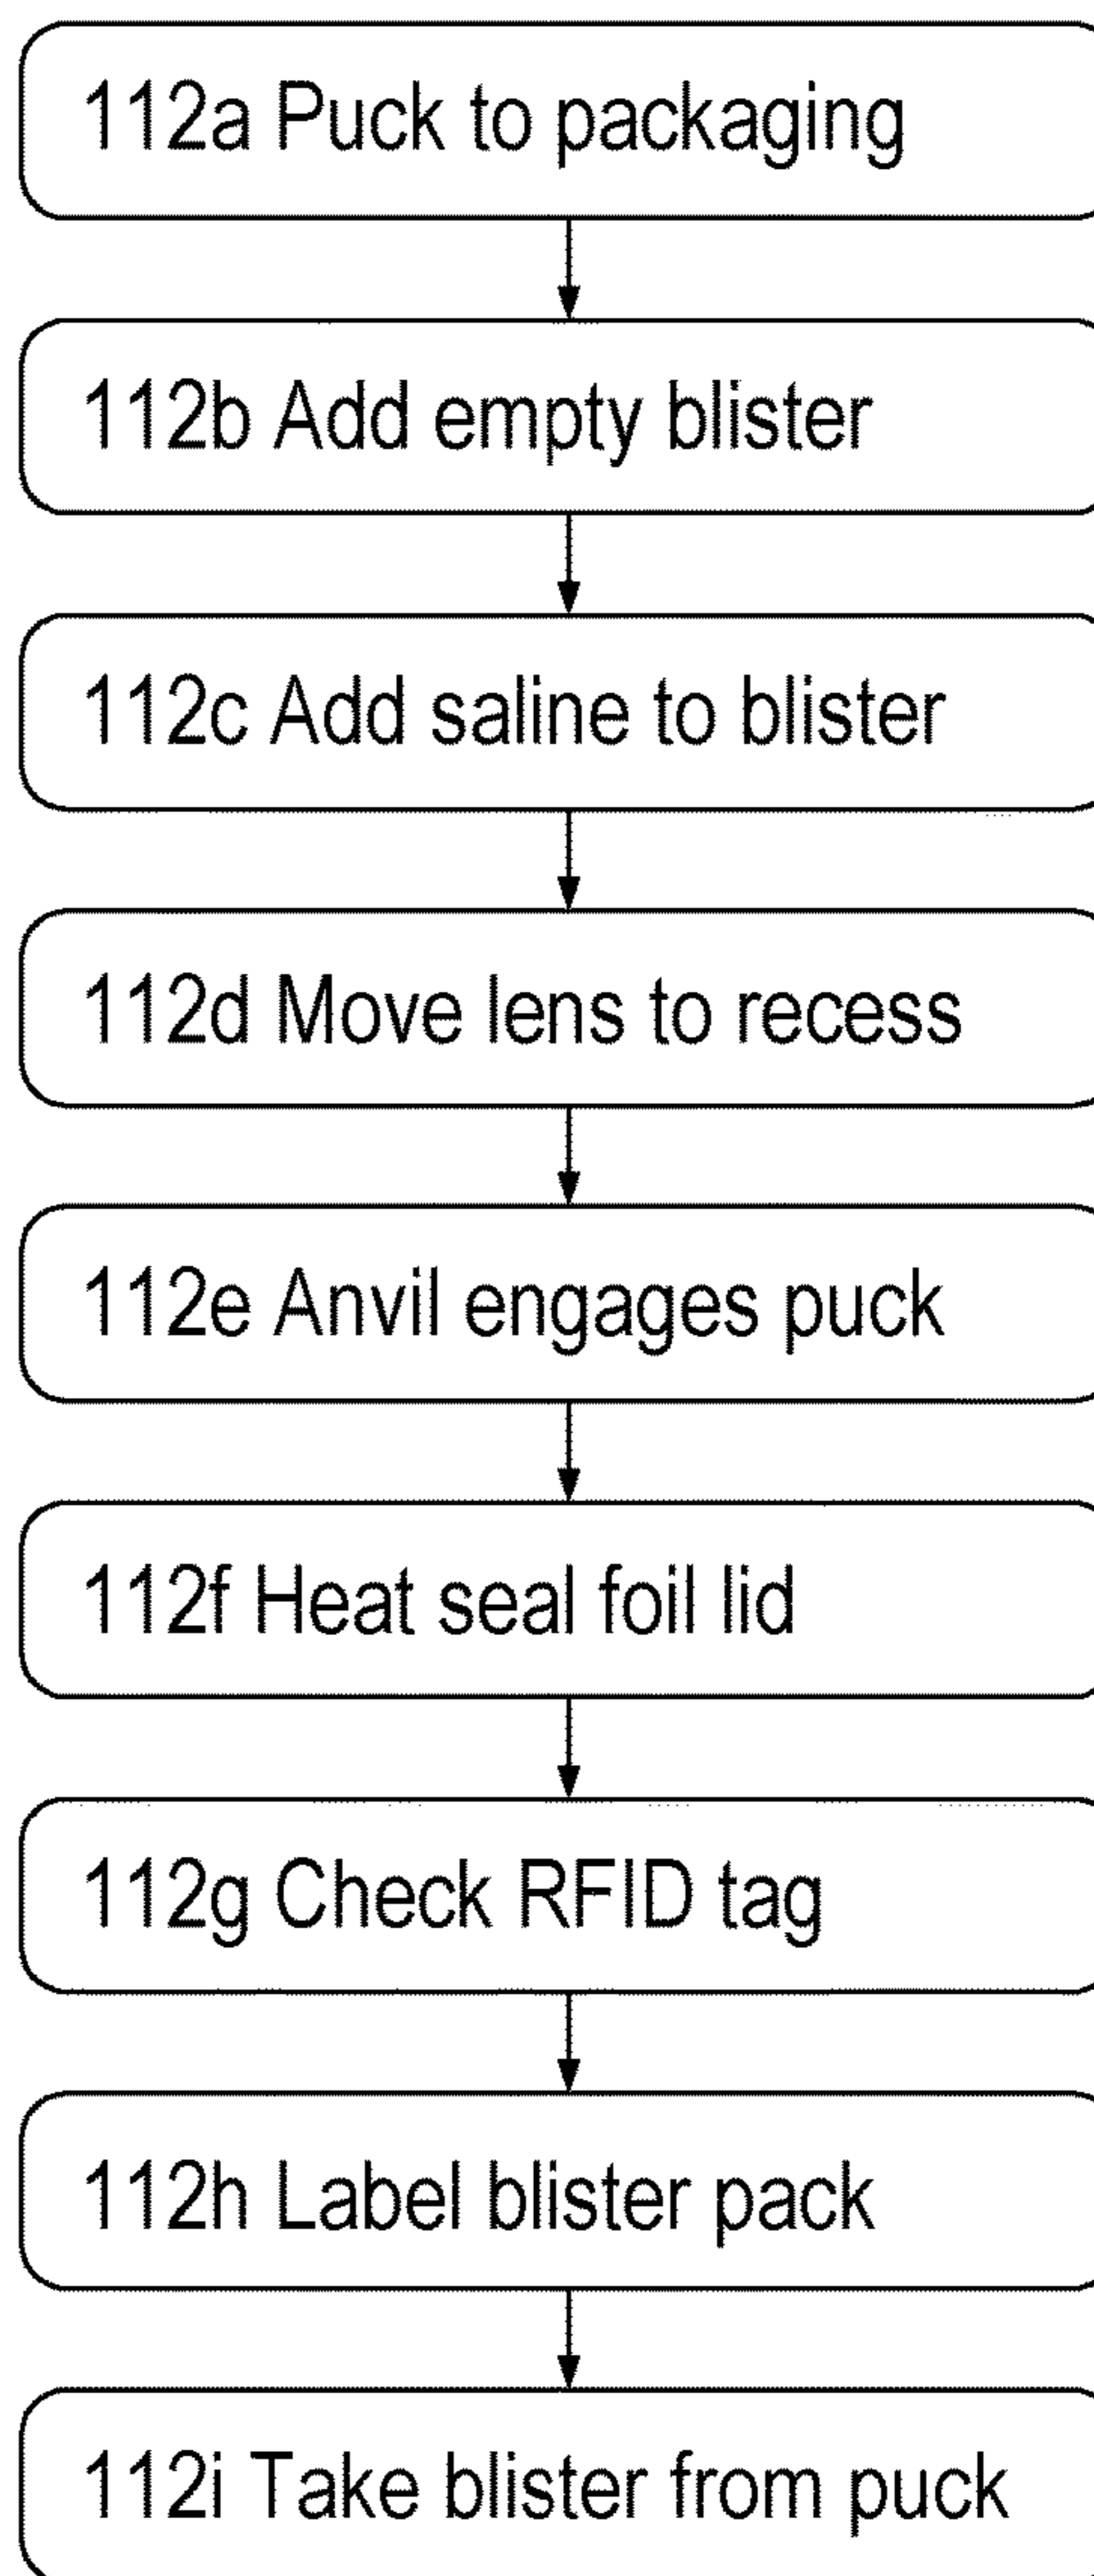 112a Puck to packaging
112b Add empty blister
112c Add saline to blister
112d Move lens to recess
112e Anvil engages puck
112f Heat seal foil lid
112g Check RFID tag
112h Label blister pack
112i Take blister from puck